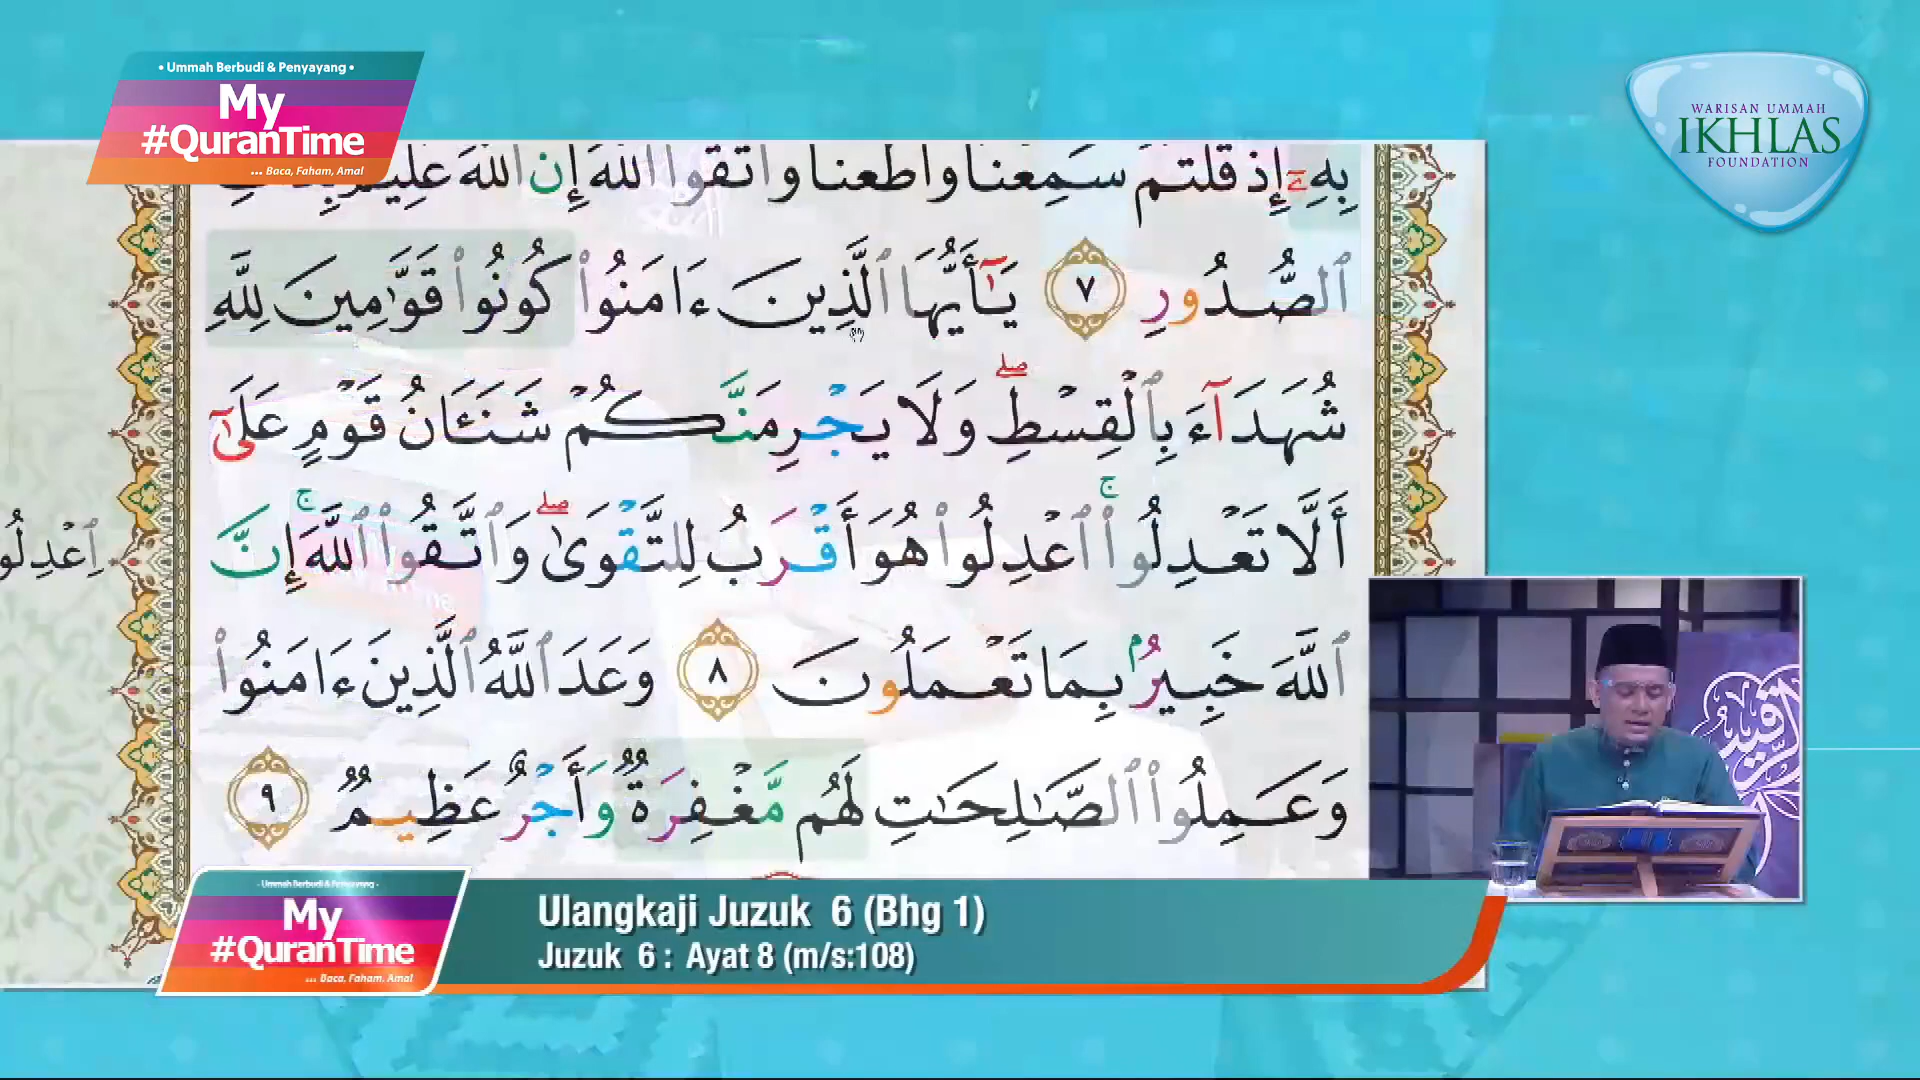 • Ummah Berbudi & Penyayang •
My
#QuranTime
... Baca, Faham, Amal
WARISAN UMMAH
IKHLAS
FOUNDATION
بِهِۦٓ إِذْ قُلْتُمْ سَمِعْنَا وَأَطَعْنَا وَٱتَّقُوا۟ ٱللَّهَ إِنَّ ٱللَّهَ عَلِيمٌۢ بِذَاتِ
ٱلصُّدُورِ ٧ يَٰٓأَيُّهَا ٱلَّذِينَ ءَامَنُوا۟ كُونُوا۟ قَوَّٰمِينَ لِلَّهِ
شُهَدَآءَ بِٱلْقِسْطِۖ وَلَا يَجْرِمَنَّكُمْ شَنَـَٔانُ قَوْمٍ عَلَىٰٓ
أَلَّا تَعْدِلُوا۟ۚ ٱعْدِلُوا۟ هُوَ أَقْرَبُ لِلتَّقْوَىٰۖ وَٱتَّقُوا۟ ٱللَّهَۚ إِنَّ
ٱللَّهَ خَبِيرٌۢ بِمَا تَعْمَلُونَ ٨ وَعَدَ ٱللَّهُ ٱلَّذِينَ ءَامَنُوا۟
وَعَمِلُوا۟ ٱلصَّٰلِحَٰتِ لَهُم مَّغْفِرَةٌ وَأَجْرٌ عَظِيمٌ ٩
- Ummah Berbudi & Penyayang -
My
#QuranTime
... Baca, Faham, Amal
Ulangkaji Juzuk 6 (Bhg 1)
Juzuk 6 : Ayat 8 (m/s:108)